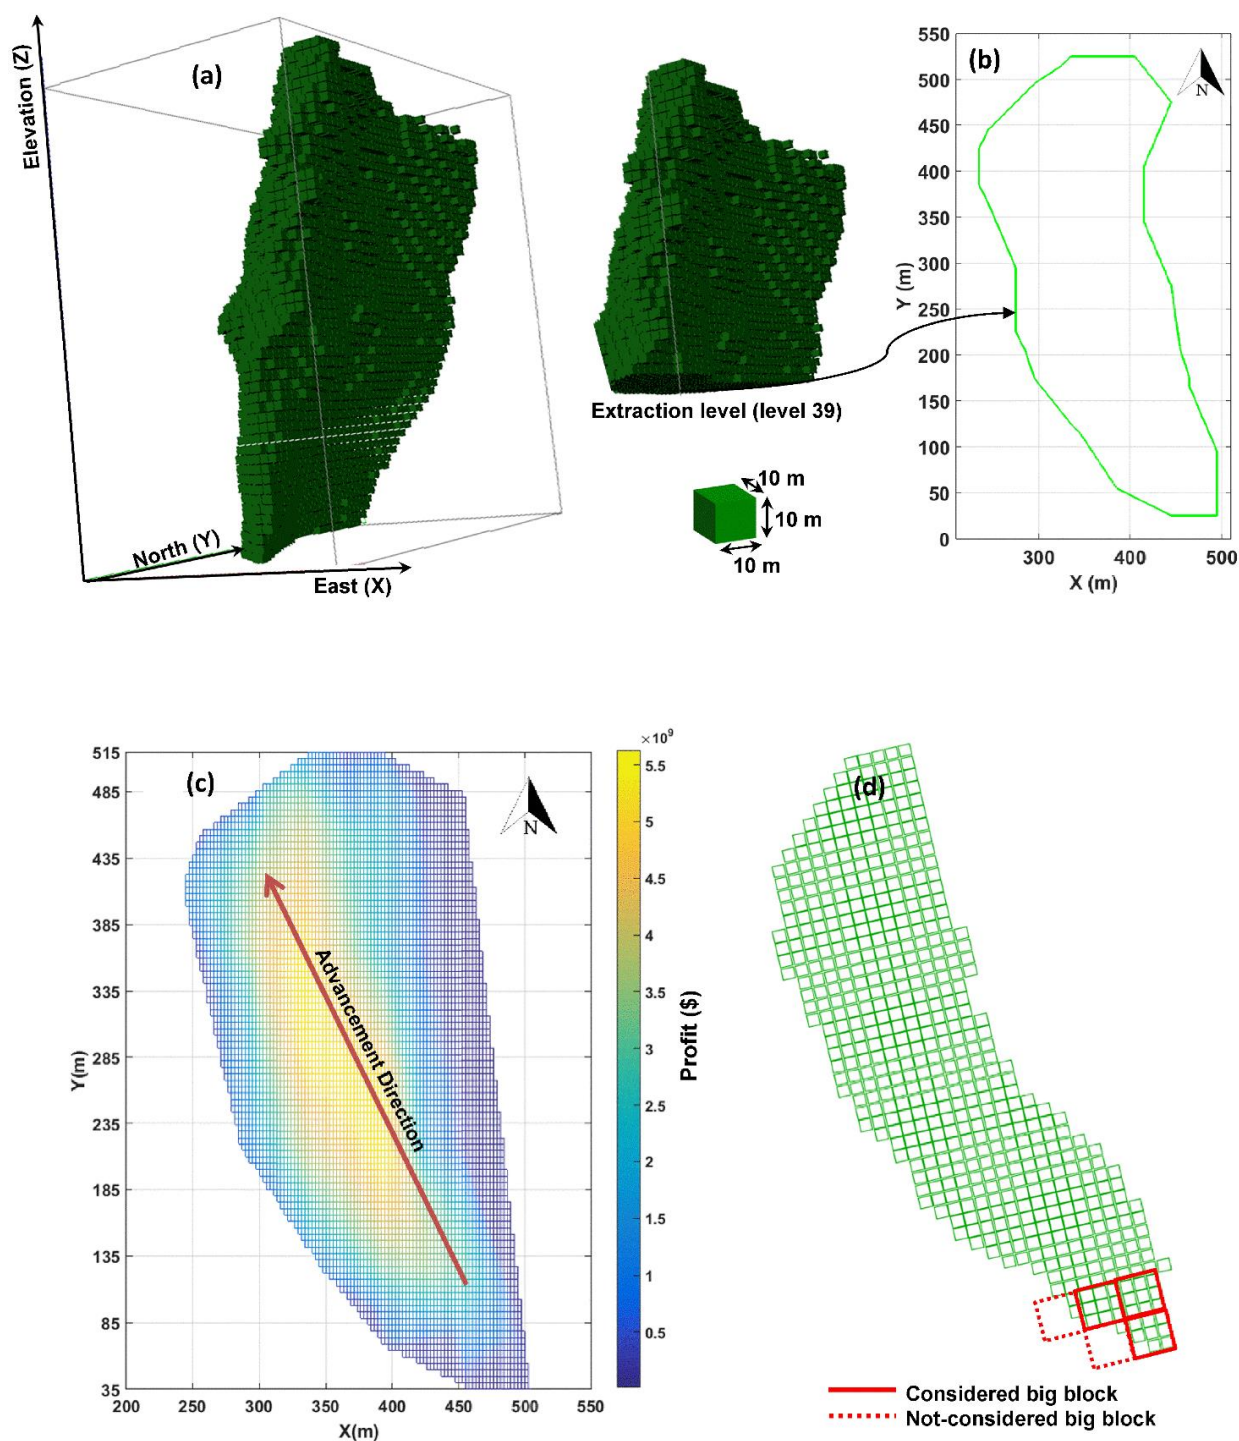 (a)
Elevation (Z)
North (Y)
East (X)
Extraction level (level 39)
10 m
10 m
10 m
(b)
N
550
500
450
400
350
300
250
200
150
100
50
0
Y (m)
300
400
500
X (m)
(c)
N
515
485
435
385
335
285
235
185
135
85
35
Y(m)
200
250
300
350
400
450
500
550
X(m)
Advancement Direction
×10⁹
5.5
5
4.5
4
3.5
3
2.5
2
1.5
1
0.5
Profit ($)
(d)
Considered big block
Not-considered big block